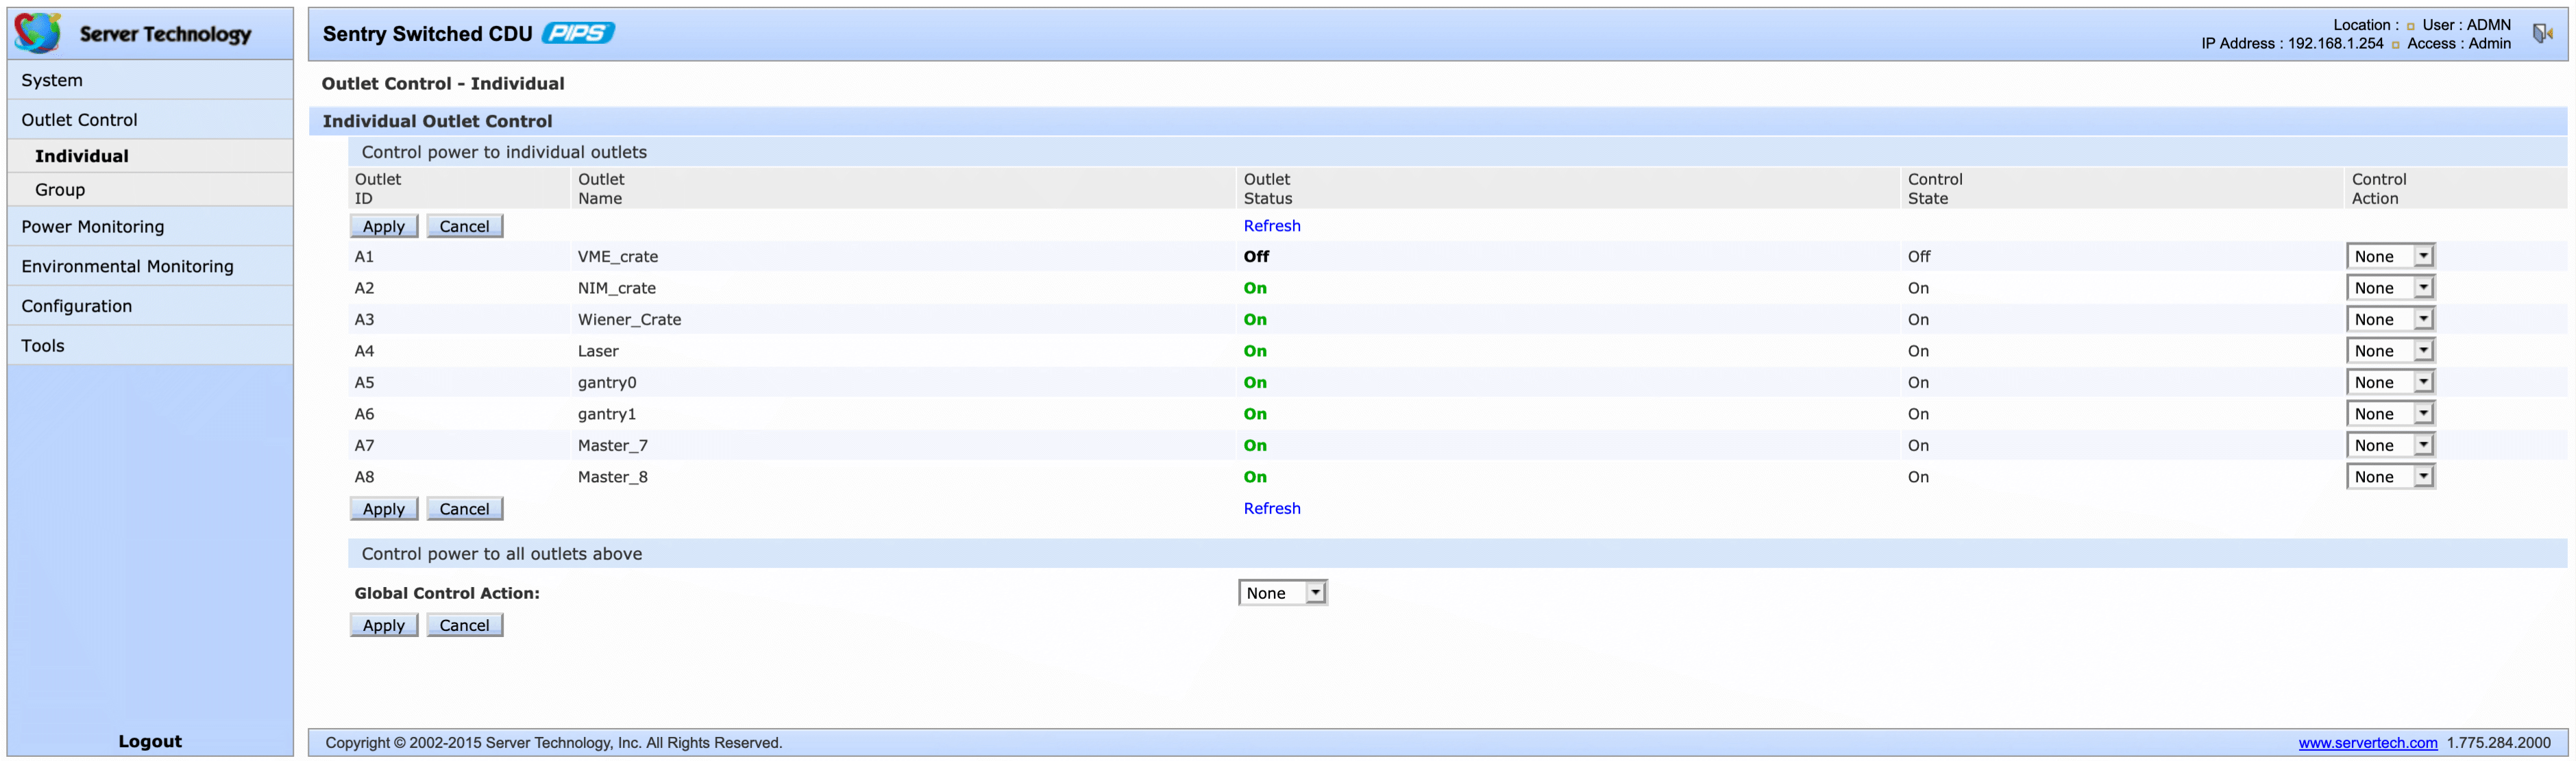 Server Technology
System
Outlet Control
Individual
Group
Power Monitoring
Environmental Monitoring
Configuration
Tools
Logout
Sentry Switched CDU PIPS
Location : User : ADMN
IP Address : 192.168.1.254 Access : Admin
Outlet Control - Individual
Individual Outlet Control
Control power to individual outlets
Outlet ID Outlet Name Outlet Status Control State Control Action
Apply Cancel Refresh
A1 VME_crate Off Off None
A2 NIM_crate On On None
A3 Wiener_Crate On On None
A4 Laser On On None
A5 gantry0 On On None
A6 gantry1 On On None
A7 Master_7 On On None
A8 Master_8 On On None
Apply Cancel Refresh
Control power to all outlets above
Global Control Action: None
Apply Cancel
Copyright © 2002-2015 Server Technology, Inc. All Rights Reserved. www.servertech.com 1.775.284.2000